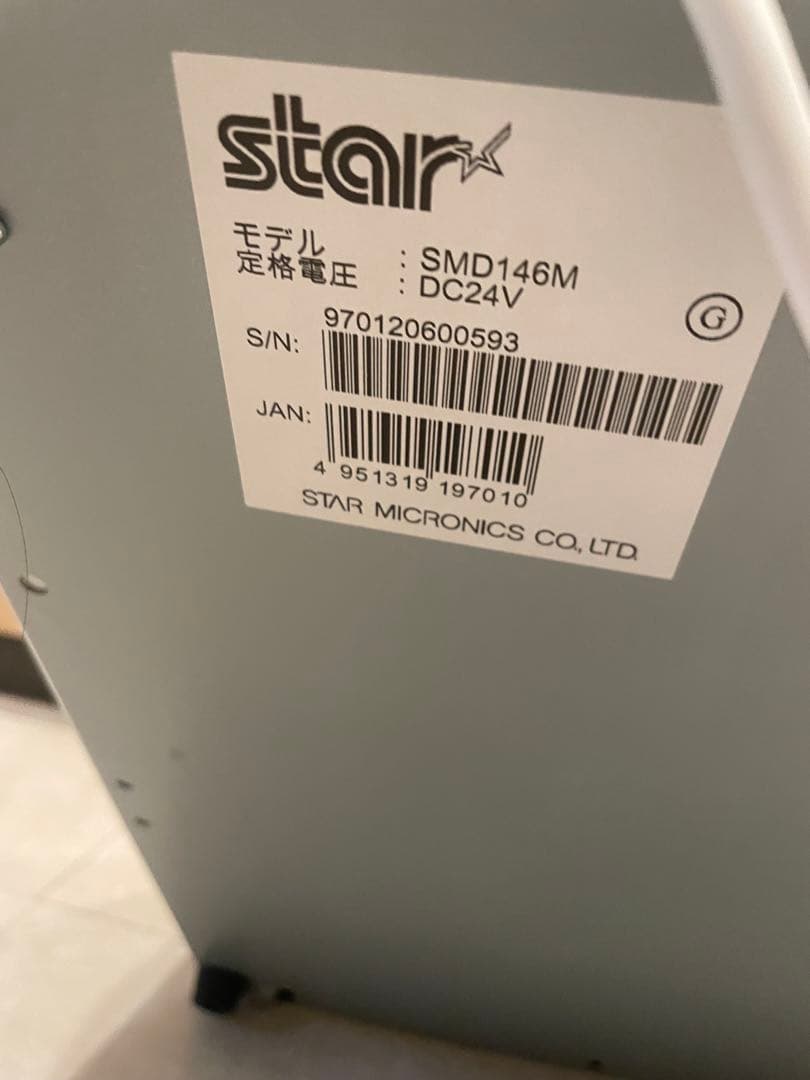 star
モデル : SMD146M
定格電圧 : DC24V
G
S/N: 970120600593
JAN:
4 951319 197010
STAR MICRONICS CO., LTD.